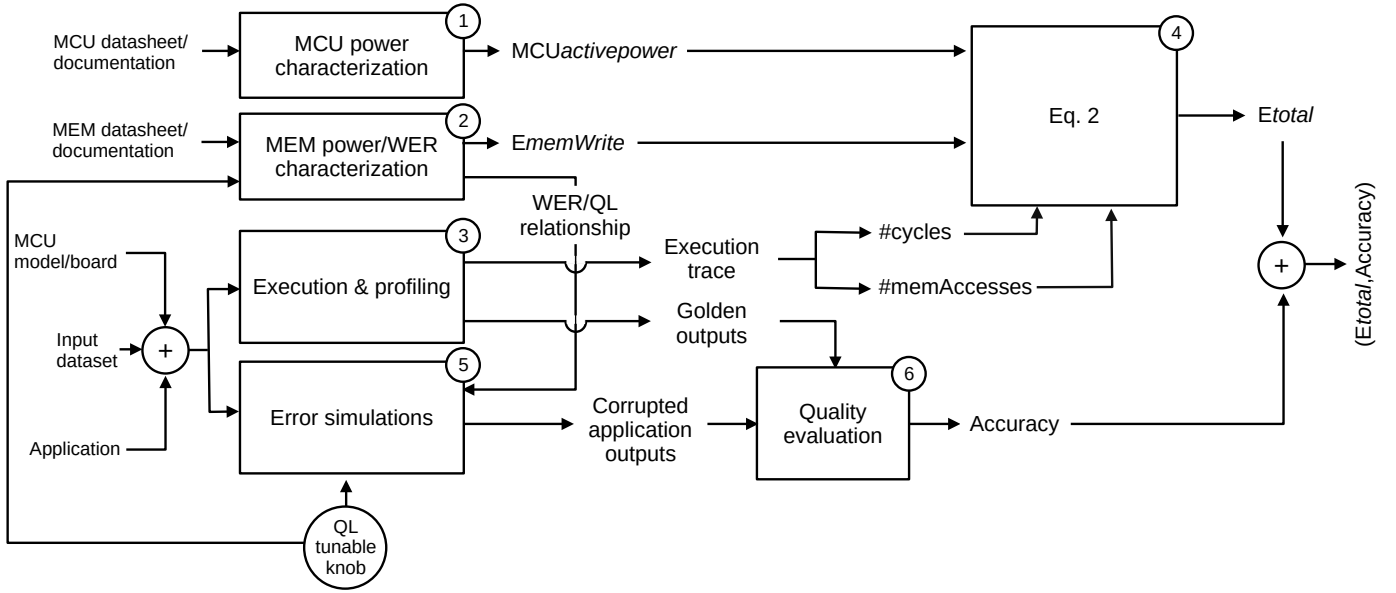 1
MCU datasheet/
documentation
MCU power
characterization
MCUactivepower
4
Eq. 2
Etotal
2
MEM datasheet/
documentation
MEM power/WER
characterization
EmemWrite
WER/QL
relationship
3
MCU
model/board
Execution & profiling
Execution
trace
#cycles
#memAccesses
Golden
outputs
+
(Etotal,Accuracy)
Input
dataset
+
5
Error simulations
Application
Corrupted
application
outputs
6
Quality
evaluation
Accuracy
QL
tunable
knob